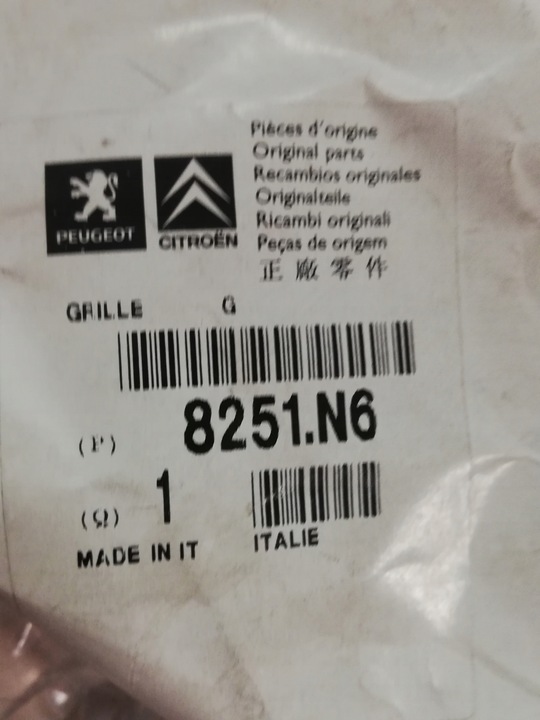 PEUGEOT
CITROËN
Pièces d'origine
Original parts
Recambios originales
Originalteile
Ricambi originali
Peças de origem
正廠零件
GRILLE G
8251.N6
(P)
(Q) 1
MADE IN IT
ITALIE